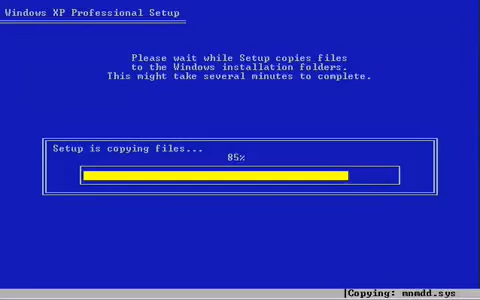 Windows XP Professional Setup
Please wait while Setup copies files
to the Windows installation folders.
This might take several minutes to complete.
Setup is copying files...
85%
Copying: mnmdd.sys